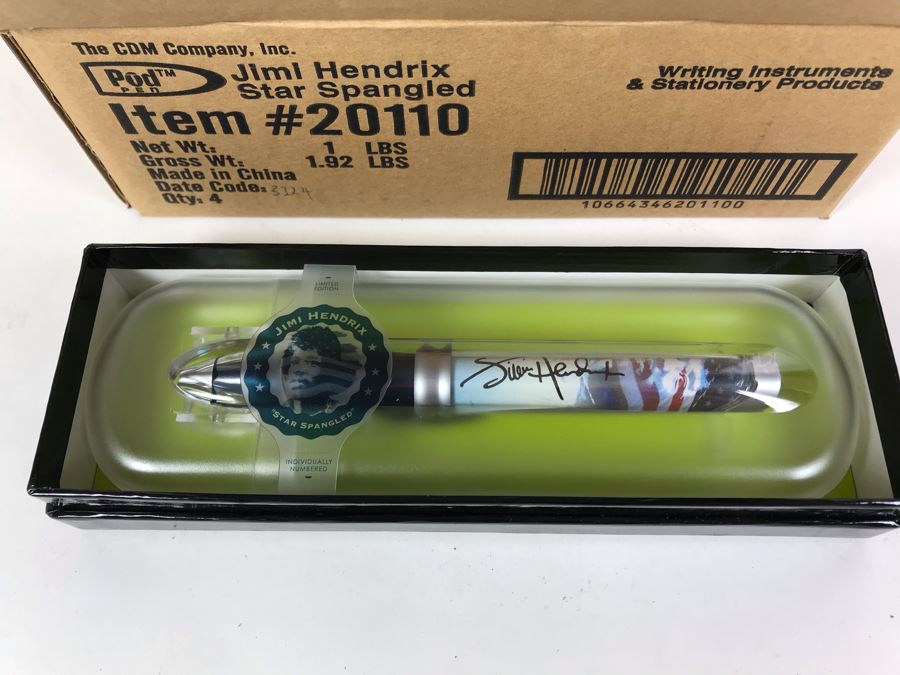 The CDM Company, Inc.
Pod™
PEN
Jimi Hendrix
Star Spangled
Writing Instruments
& Stationery Products
Item #20110
Net Wt: 1 LBS
Gross Wt: 1.92 LBS
Made in China
Date Code: 3124
Qty: 4
10664346201100
LIMITED
EDITION
JIMI HENDRIX
"STAR SPANGLED"
INDIVIDUALLY
NUMBERED
Jimi Hendrix